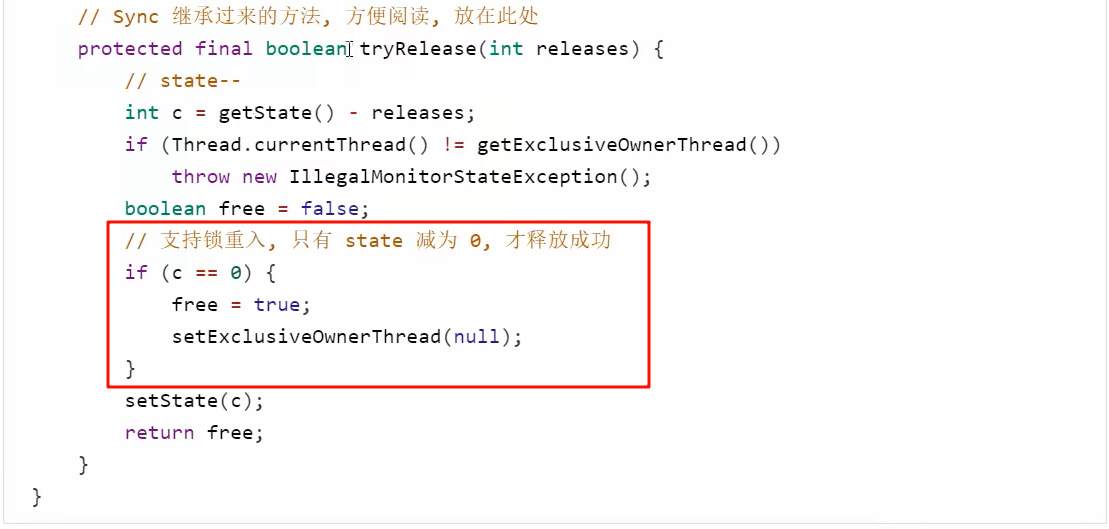 // Sync 继承过来的方法, 方便阅读, 放在此处
protected final boolean tryRelease(int releases) {
// state--
int c = getState() - releases;
if (Thread.currentThread() != getExclusiveOwnerThread())
throw new IllegalMonitorStateException();
boolean free = false;
// 支持锁重入, 只有 state 减为 0, 才释放成功
if (c == 0) {
free = true;
setExclusiveOwnerThread(null);
}
setState(c);
return free;
}
}